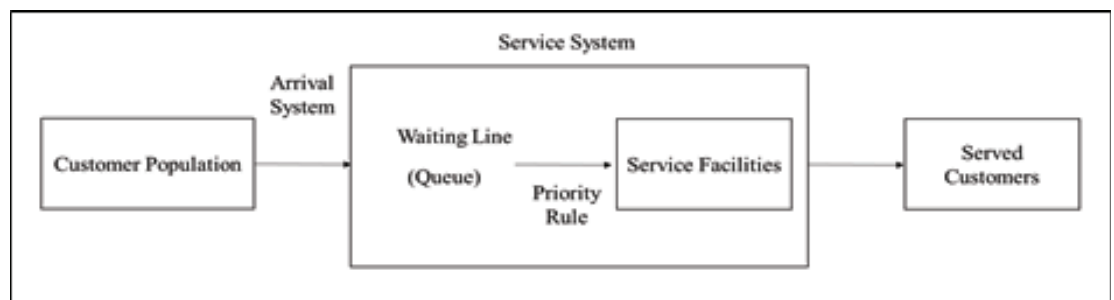 Service System
Arrival
System
Customer Population
Waiting Line
(Queue)
Priority
Rule
Service Facilities
Served
Customers